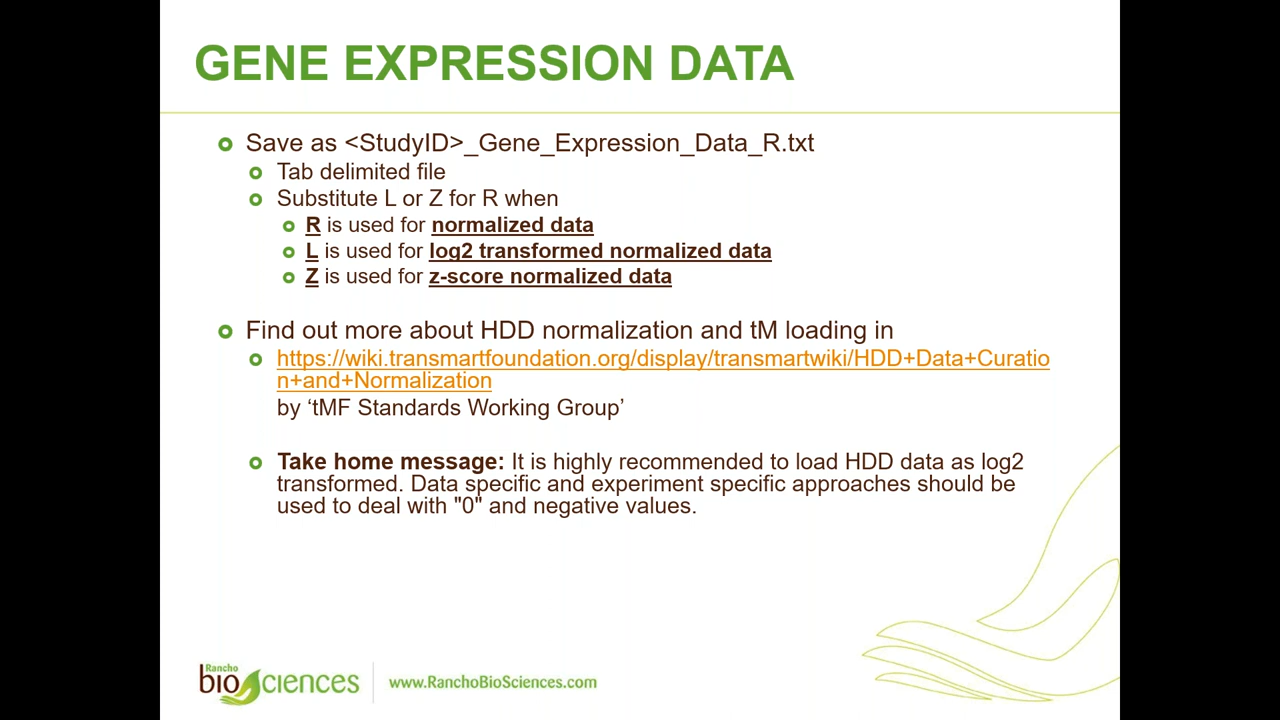 GENE EXPRESSION DATA
Save as <StudyID>_Gene_Expression_Data_R.txt
Tab delimited file
Substitute L or Z for R when
R is used for normalized data
L is used for log2 transformed normalized data
Z is used for z-score normalized data
Find out more about HDD normalization and tM loading in
https://wiki.transmartfoundation.org/display/transmartwiki/HDD+Data+Curatio
n+and+Normalization
by ‘tMF Standards Working Group’
Take home message: It is highly recommended to load HDD data as log2
transformed. Data specific and experiment specific approaches should be
used to deal with "0" and negative values.
Rancho
bioSciences
www.RanchoBioSciences.com